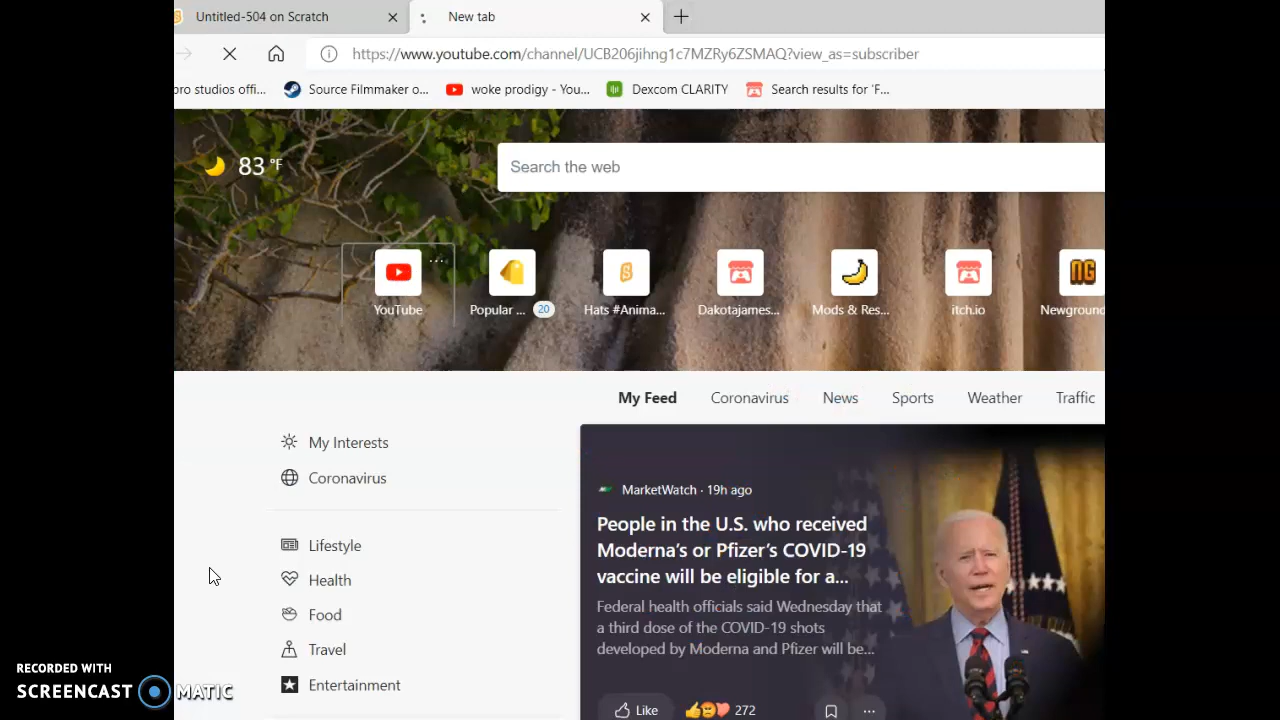 Untitled-504 on Scratch
New tab
https://www.youtube.com/channel/UCB206jihng1c7MZRy6ZSMAQ?view_as=subscriber
pro studios offi...
Source Filmmaker o...
woke prodigy - You...
Dexcom CLARITY
Search results for 'F...
83 °F
Search the web
YouTube
Popular ...
20
Hats #Anima...
Dakotajames...
Mods & Res...
itch.io
NG
Newground
My Feed
Coronavirus
News
Sports
Weather
Traffic
My Interests
Coronavirus
Lifestyle
Health
Food
Travel
Entertainment
MarketWatch · 19h ago
People in the U.S. who received
Moderna's or Pfizer's COVID-19
vaccine will be eligible for a...
Federal health officials said Wednesday that
a third dose of the COVID-19 shots
developed by Moderna and Pfizer will be...
Like
272
...
RECORDED WITH
SCREENCAST MATIC